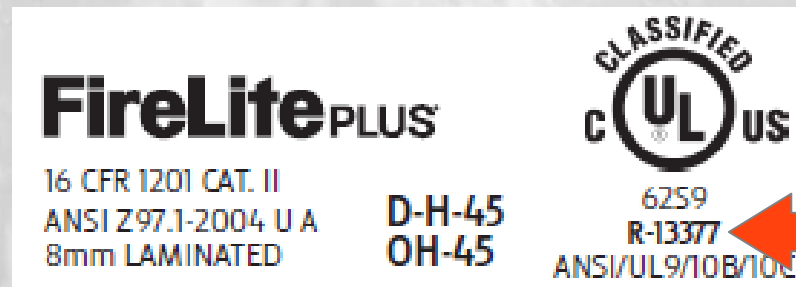 FireLite PLUS
16 CFR 1201 CAT. II
ANSI Z97.1-2004 U A
8mm LAMINATED
D-H-45
OH-45
CLASSIFIED
C UL US
®
6259
R-13377
ANSI/UL9/10B/10C